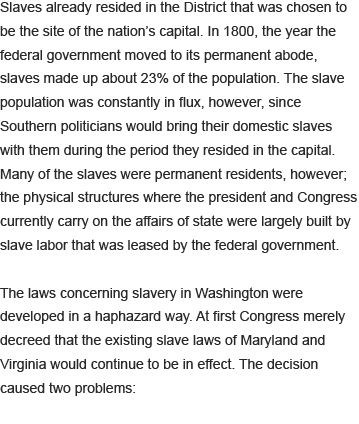 Slaves already resided in the District that was chosen to
be the site of the nation’s capital. In 1800, the year the
federal government moved to its permanent abode,
slaves made up about 23% of the population. The slave
population was constantly in flux, however, since
Southern politicians would bring their domestic slaves
with them during the period they resided in the capital.
Many of the slaves were permanent residents, however;
the physical structures where the president and Congress
currently carry on the affairs of state were largely built by
slave labor that was leased by the federal government.

The laws concerning slavery in Washington were
developed in a haphazard way. At first Congress merely
decreed that the existing slave laws of Maryland and
Virginia would continue to be in effect. The decision
caused two problems: